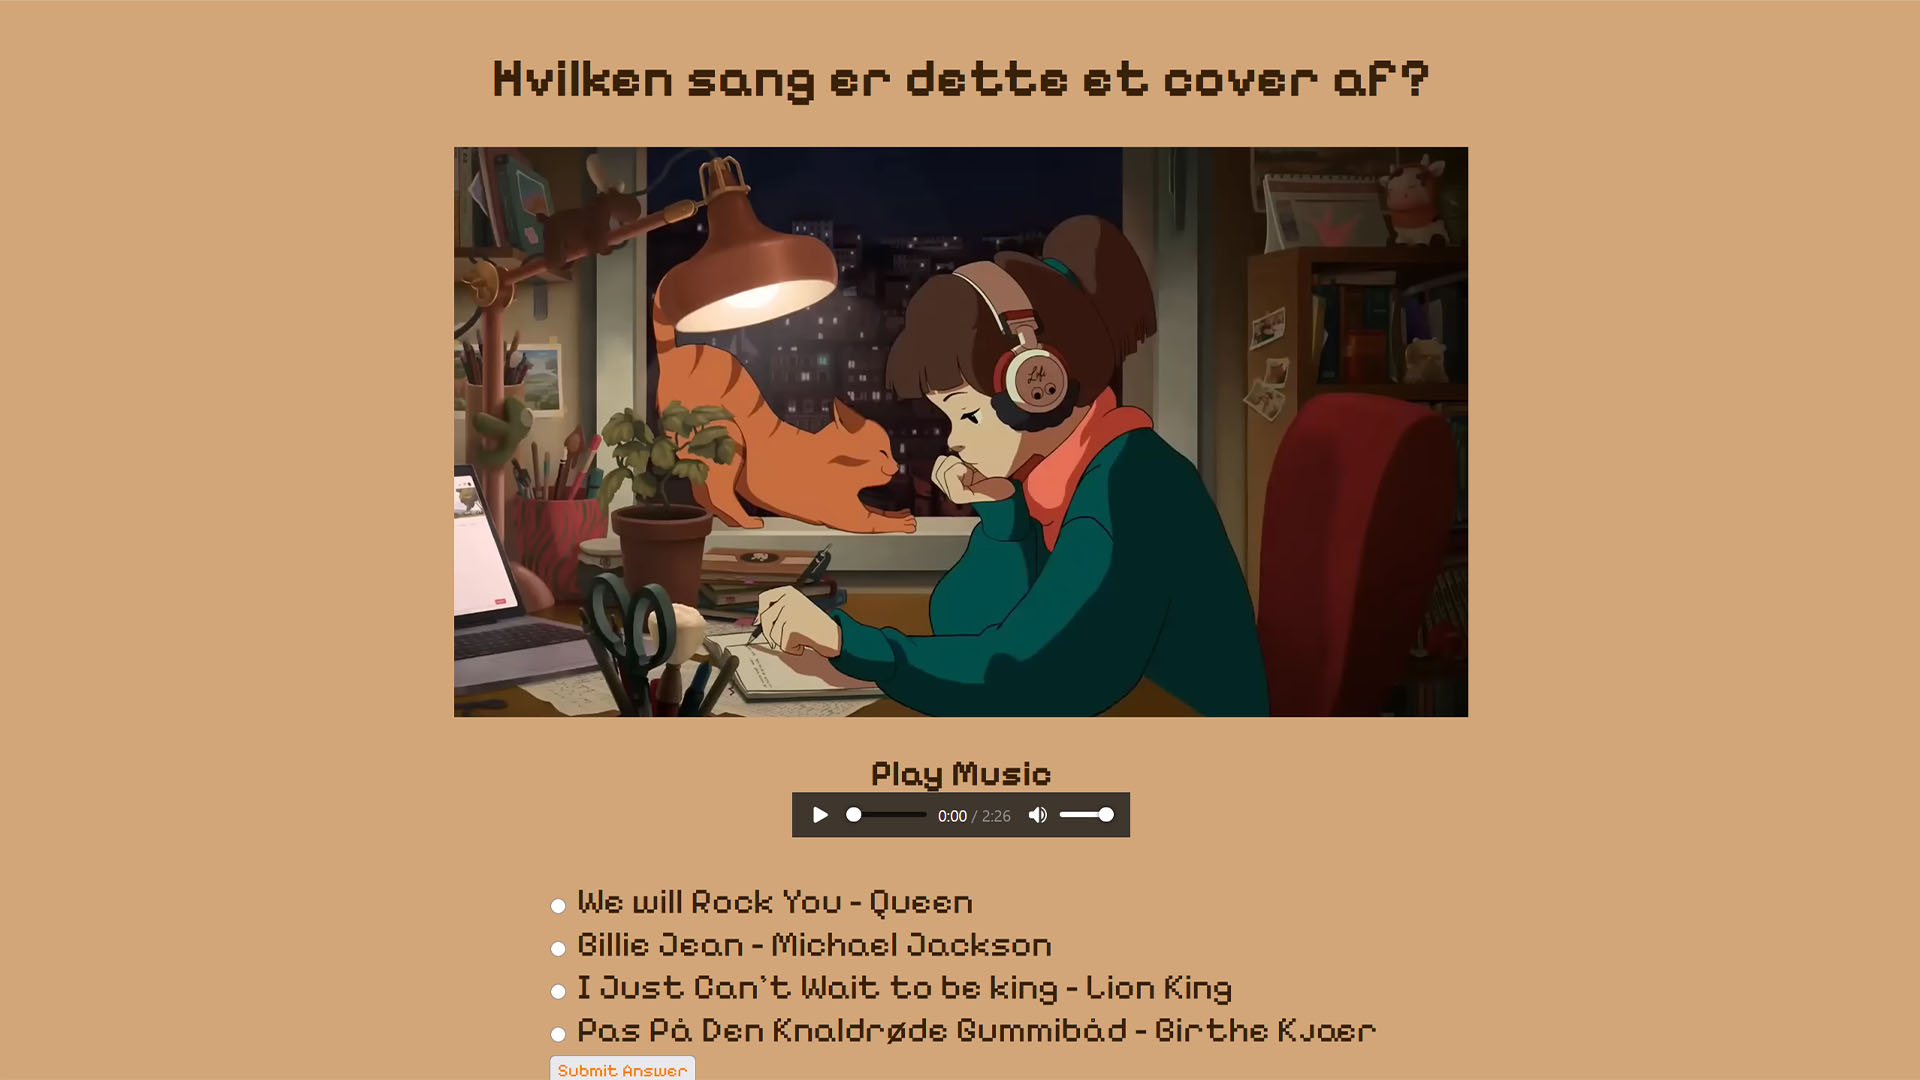 Hvilken sang er dette et cover af?
Lofi
Play Music
0:00 / 2:26
We will Rock You - Queen
Billie Jean - Michael Jackson
I Just Can't Wait to be king - Lion King
Pas På Den Knaldrøde Gummibåd - Birthe Kjær
Submit Answer